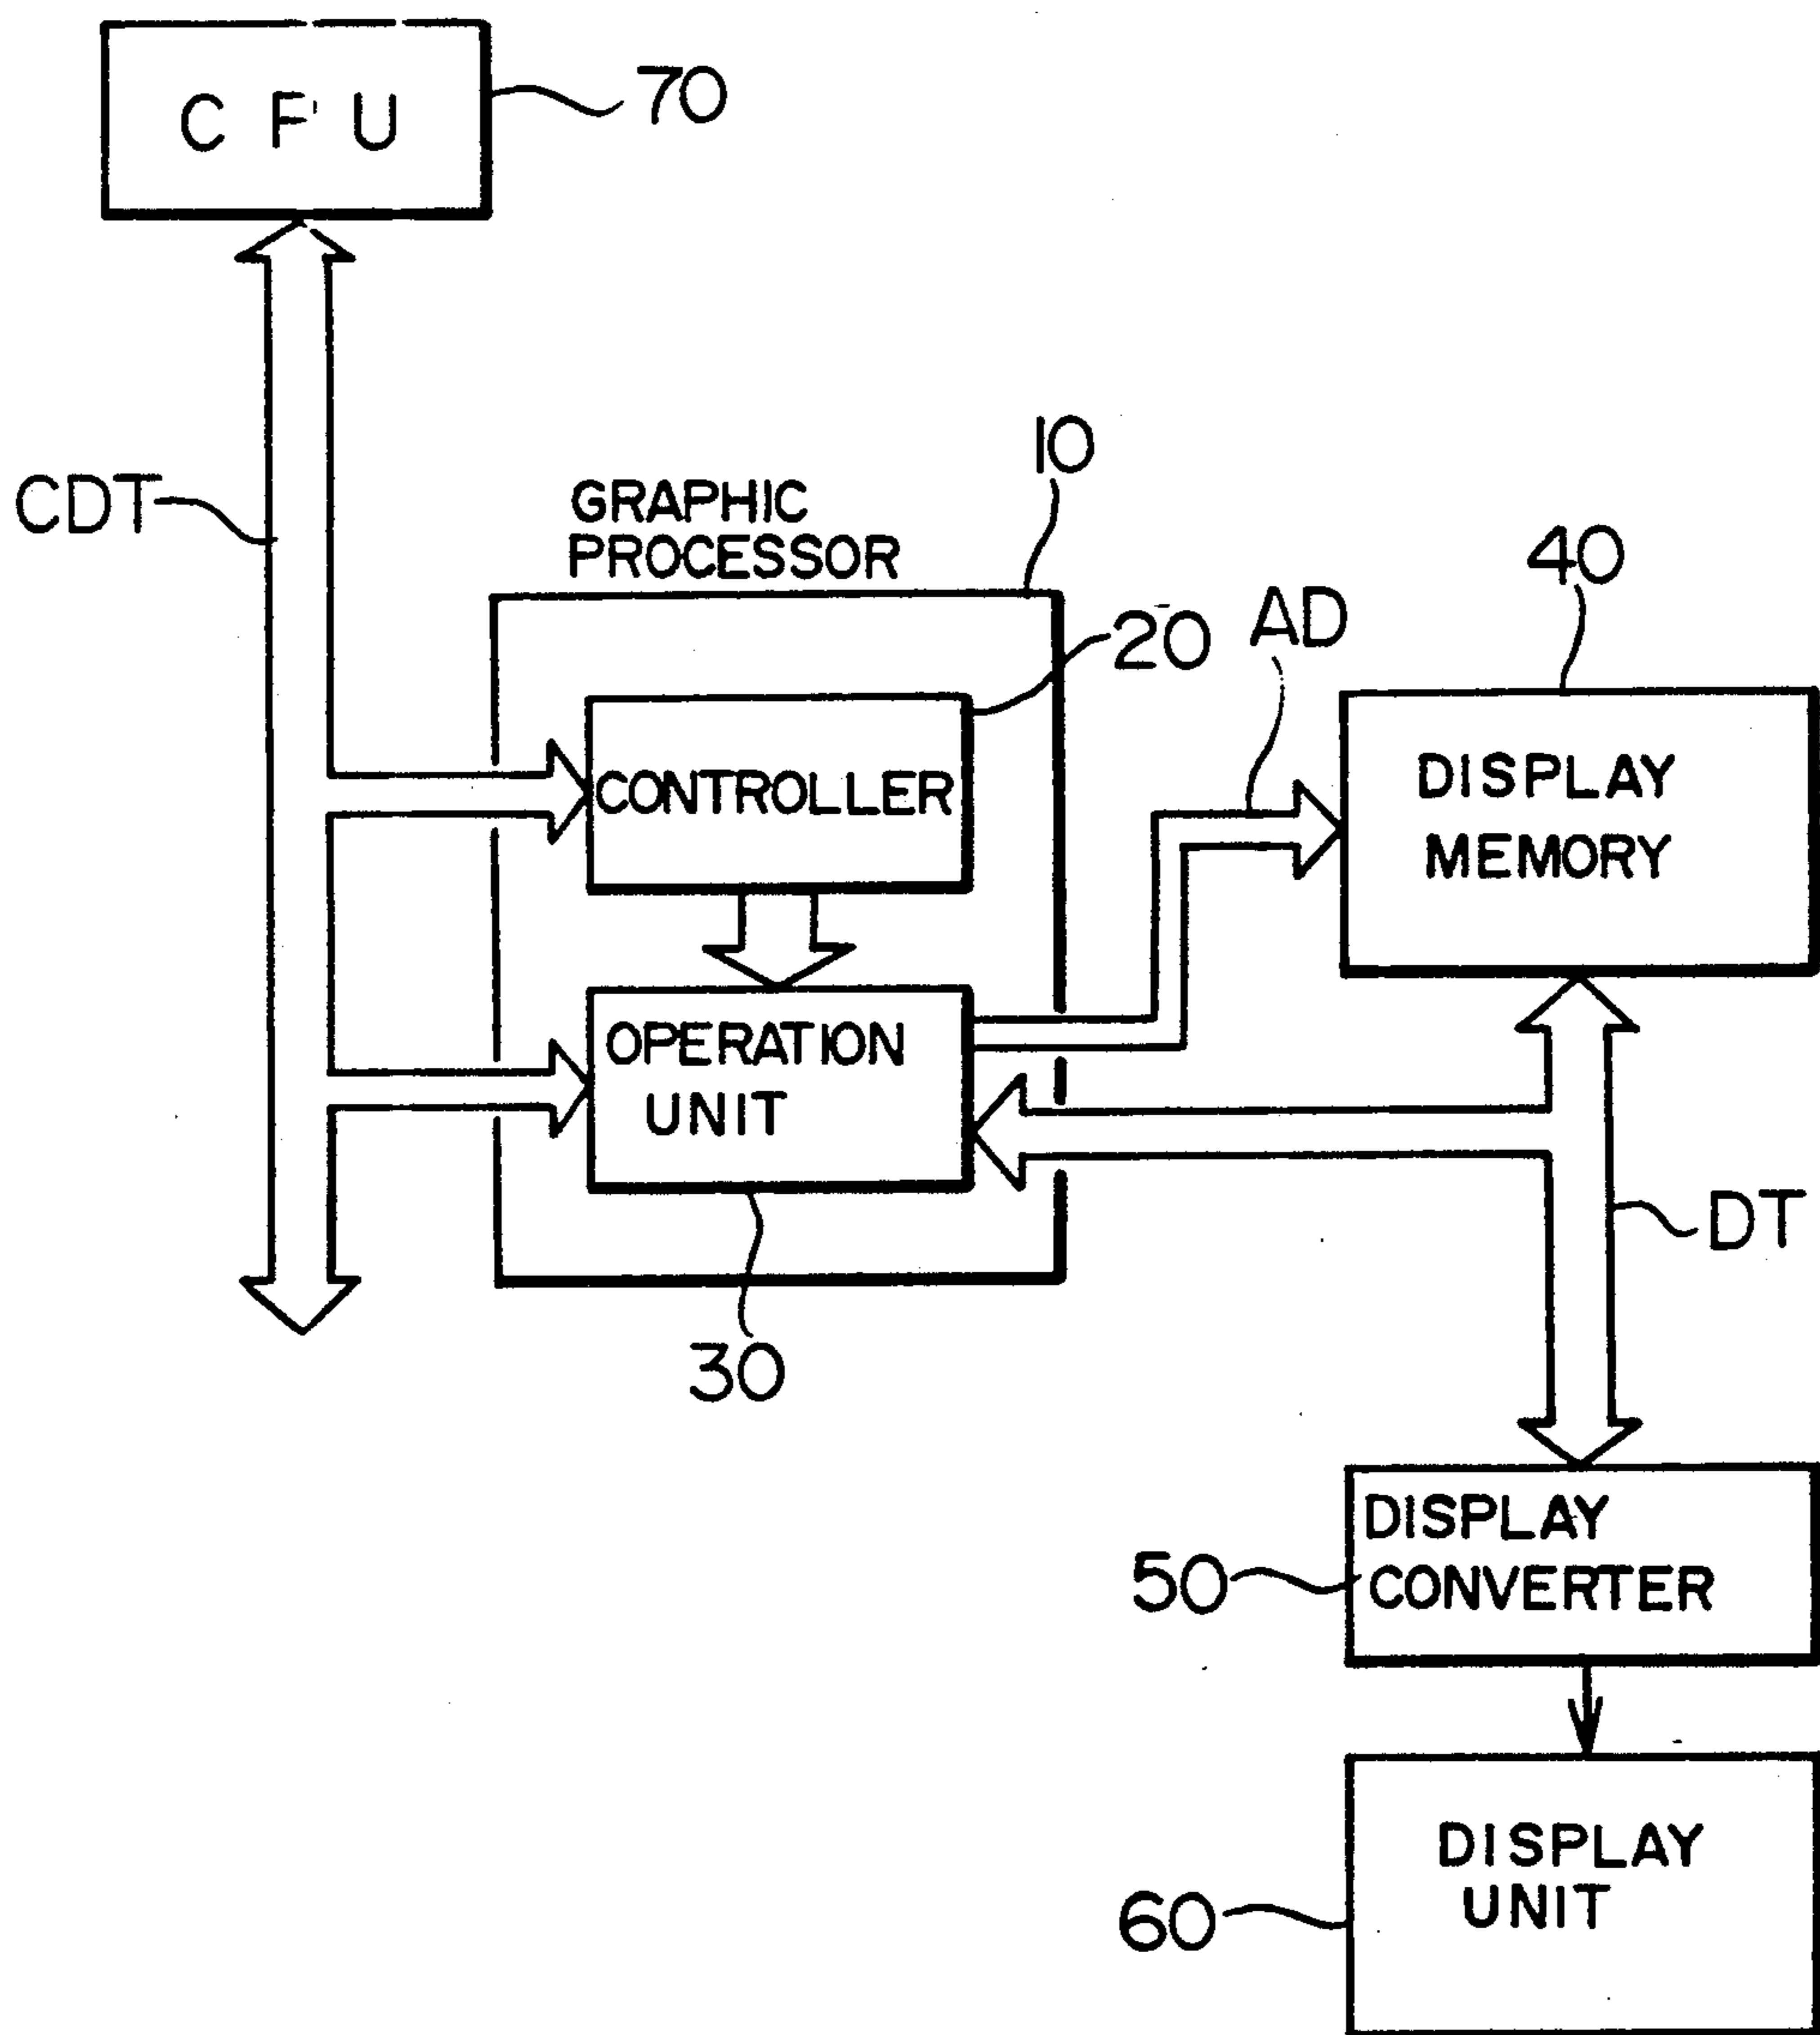 C P U
70
CDT
10
GRAPHIC
PROCESSOR
20
AD
40
CONTROLLER
DISPLAY
MEMORY
OPERATION
UNIT
DT
30
DISPLAY
CONVERTER
50
DISPLAY
UNIT
60